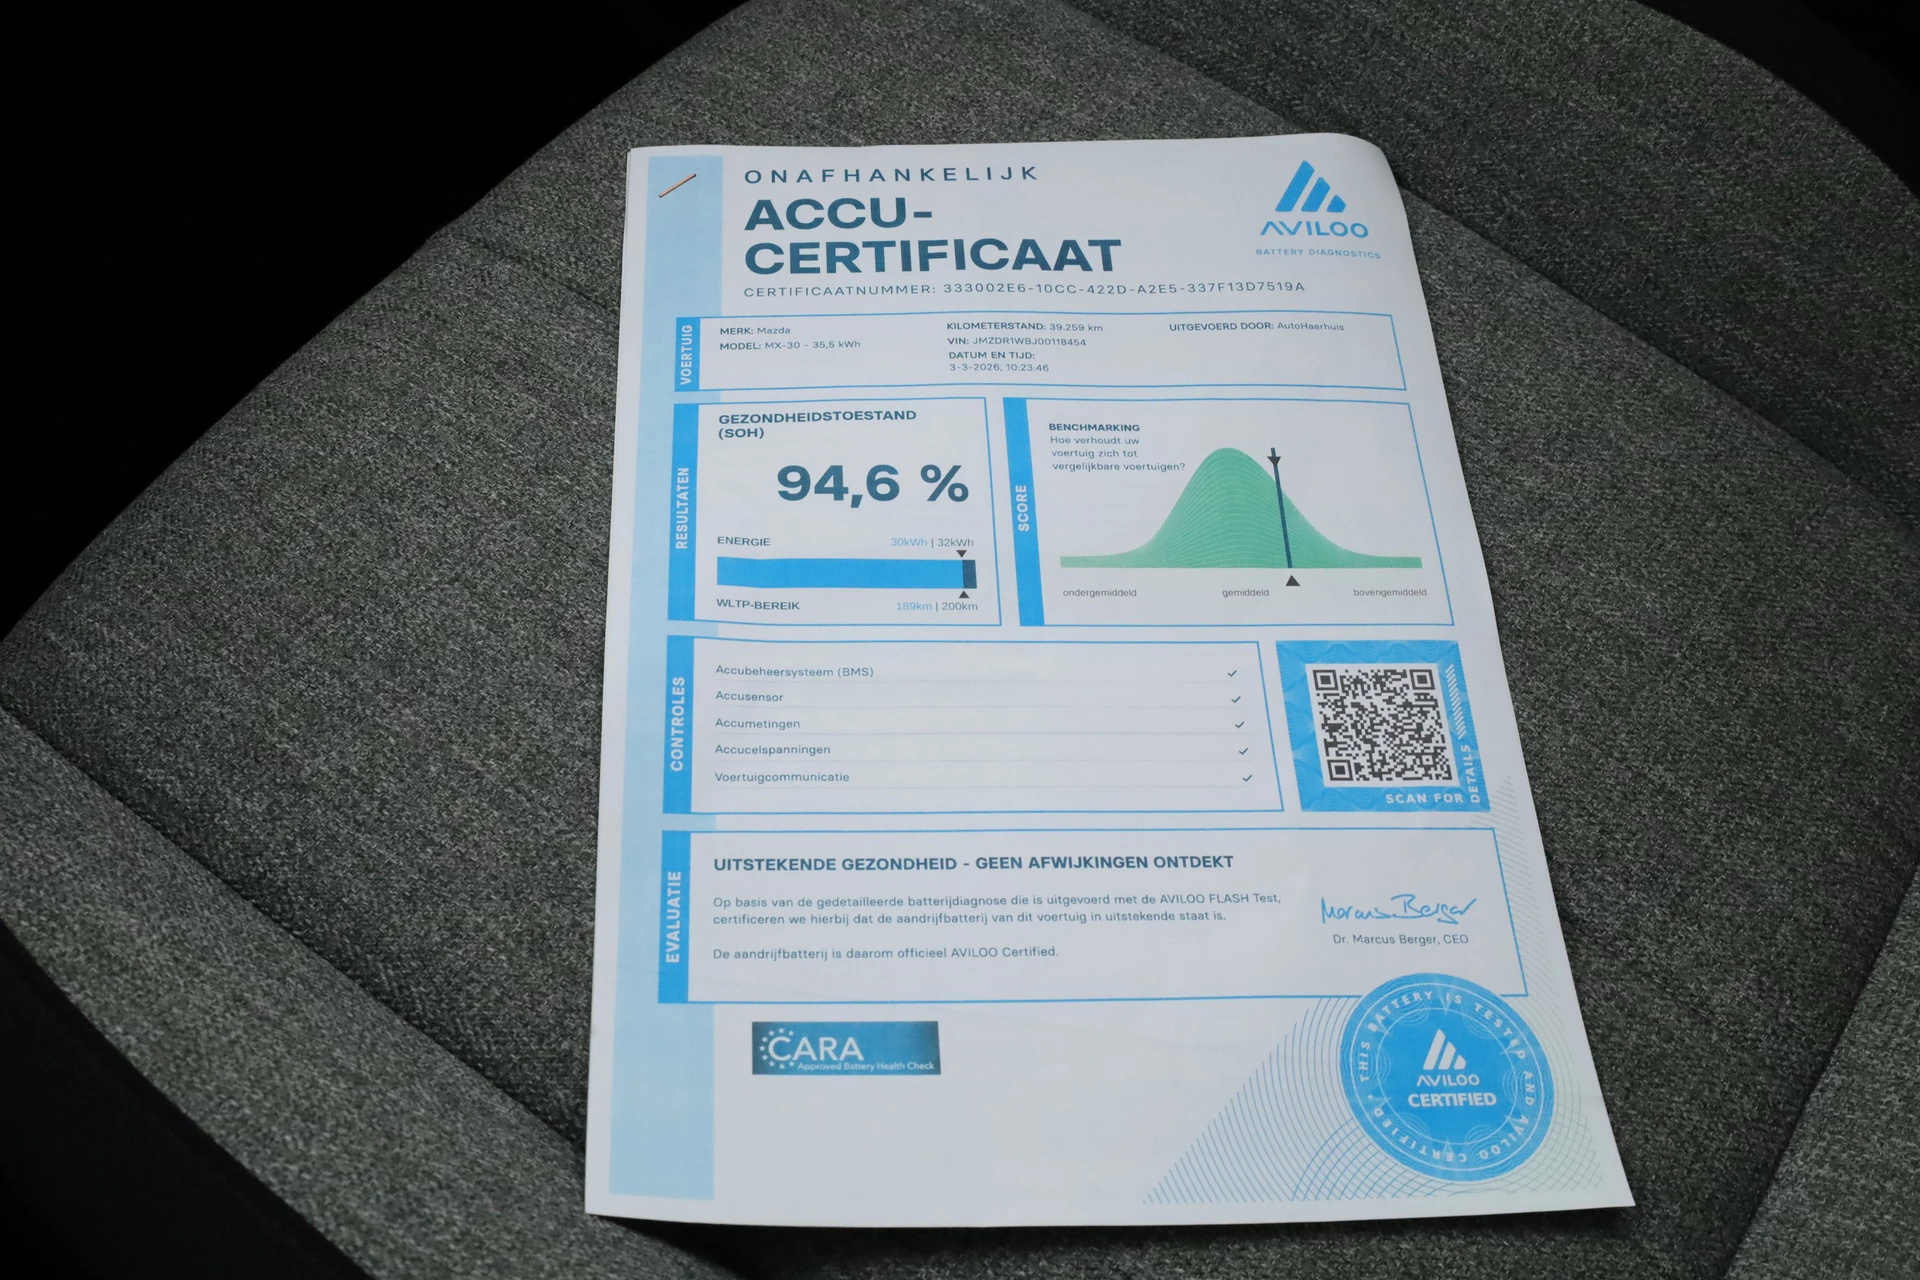 ONAFHANKELIJK
ACCU-
CERTIFICAAT
CERTIFICAATNUMMER: 333002E6-10CC-422D-A2E5-337F13D7519A
AVILOO
BATTERY DIAGNOSTICS
VOERTUIG
MERK: Mazda
MODEL: MX-30 - 35,5 kWh
KILOMETERSTAND: 39.259 km
VIN: JMZDR1WBJ00118454
DATUM EN TIJD:
3-3-2026, 10:23:46
UITGEVOERD DOOR: AutoHaarhuis
RESULTATEN
GEZONDHEIDSTOESTAND
(SOH)
94,6 %
ENERGIE 30kWh | 32kWh
WLTP-BEREIK 189km | 200km
SCORE
BENCHMARKING
Hoe verhoudt uw
voertuig zich tot
vergelijkbare voertuigen?
ondergemiddeld gemiddeld bovengemiddeld
CONTROLES
Accubeheersysteem (BMS)
Accusensor
Accumetingen
Accucelspanningen
Voertuigcommunicatie
SCAN FOR DETAILS
EVALUATIE
UITSTEKENDE GEZONDHEID - GEEN AFWIJKINGEN ONTDEKT
Op basis van de gedetailleerde batterijdiagnose die is uitgevoerd met de AVILOO FLASH Test,
certificeren we hierbij dat de aandrijfbatterij van dit voertuig in uitstekende staat is.
De aandrijfbatterij is daarom officieel AVILOO Certified.
Marcus Berger
Dr. Marcus Berger, CEO
CARA
Approved Battery Health Check
THIS BATTERY IS TESTED AND AVILOO CERTIFIED
AVILOO
CERTIFIED